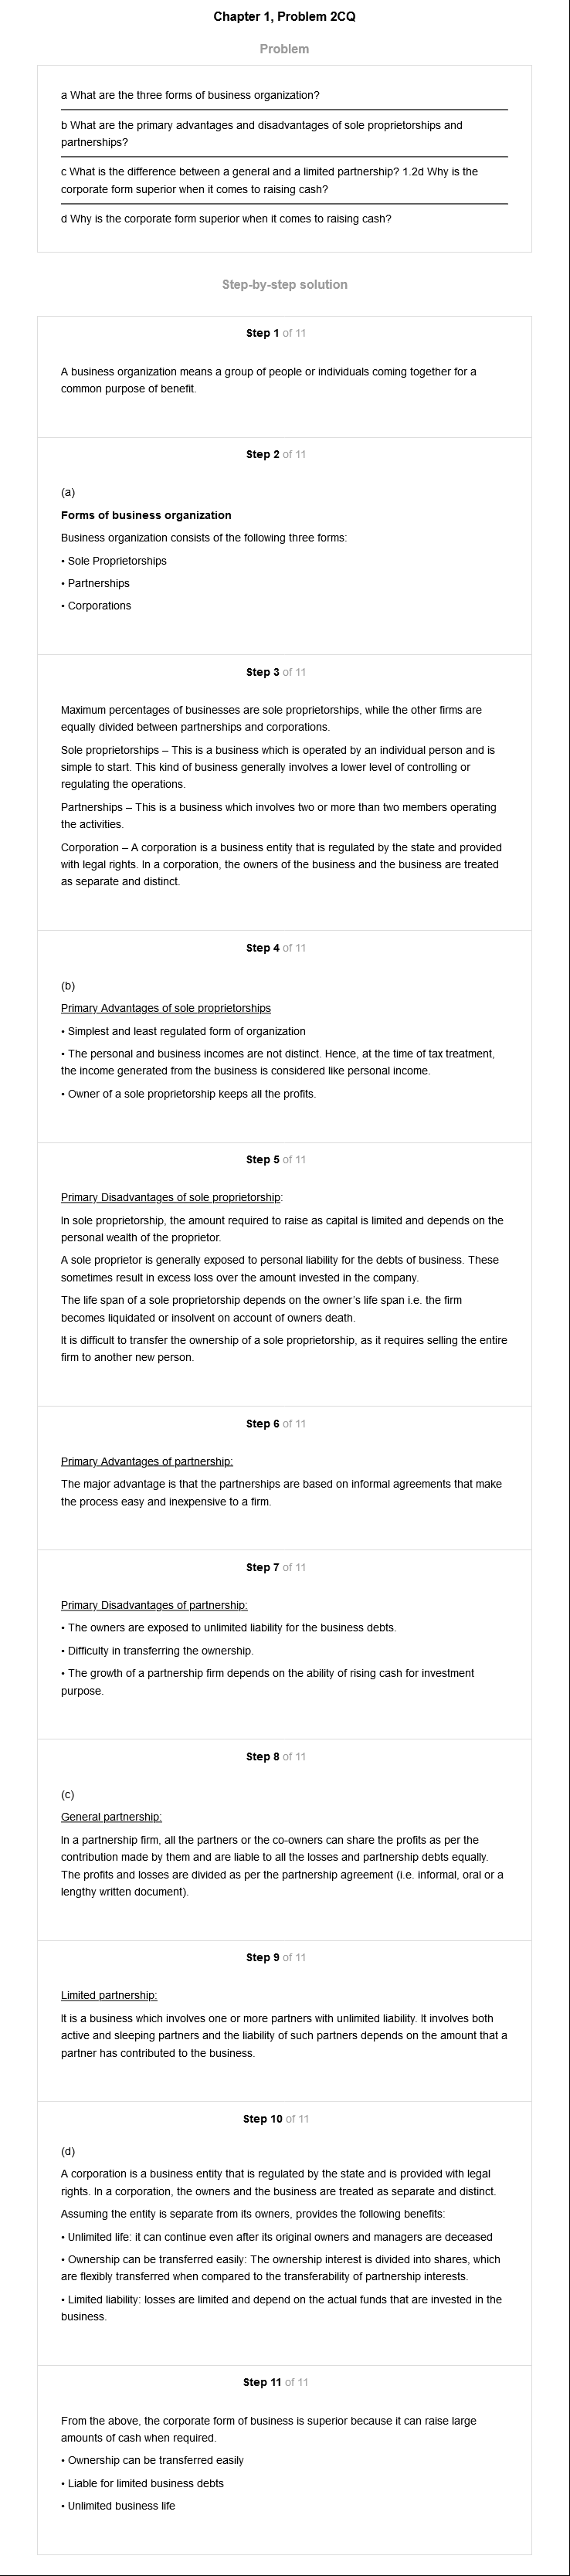 Chapter 1, Problem 2CQ
Problem
a What are the three forms of business organization?
b What are the primary advantages and disadvantages of sole proprietorships and
partnerships?
c What is the difference between a general and a limited partnership? 1.2d Why is the
corporate form superior when it comes to raising cash?
d Why is the corporate form superior when it comes to raising cash?
Step-by-step solution
Step 1 of 11
A business organization means a group of people or individuals coming together for a
common purpose of benefit.
Step 2 of 11
(a)
Forms of business organization
Business organization consists of the following three forms:
• Sole Proprietorships
• Partnerships
• Corporations
Step 3 of 11
Maximum percentages of businesses are sole proprietorships, while the other firms are
equally divided between partnerships and corporations.
Sole proprietorships – This is a business which is operated by an individual person and is
simple to start. This kind of business generally involves a lower level of controlling or
regulating the operations.
Partnerships – This is a business which involves two or more than two members operating
the activities.
Corporation – A corporation is a business entity that is regulated by the state and provided
with legal rights. In a corporation, the owners of the business and the business are treated
as separate and distinct.
Step 4 of 11
(b)
Primary Advantages of sole proprietorships
• Simplest and least regulated form of organization
• The personal and business incomes are not distinct. Hence, at the time of tax treatment,
the income generated from the business is considered like personal income.
• Owner of a sole proprietorship keeps all the profits.
Step 5 of 11
Primary Disadvantages of sole proprietorship:
In sole proprietorship, the amount required to raise as capital is limited and depends on the
personal wealth of the proprietor.
A sole proprietor is generally exposed to personal liability for the debts of business. These
sometimes result in excess loss over the amount invested in the company.
The life span of a sole proprietorship depends on the owner's life span i.e. the firm
becomes liquidated or insolvent on account of owners death.
It is difficult to transfer the ownership of a sole proprietorship, as it requires selling the entire
firm to another new person.
Step 6 of 11
Primary Advantages of partnership:
The major advantage is that the partnerships are based on informal agreements that make
the process easy and inexpensive to a firm.
Step 7 of 11
Primary Disadvantages of partnership:
• The owners are exposed to unlimited liability for the business debts.
• Difficulty in transferring the ownership.
• The growth of a partnership firm depends on the ability of rising cash for investment
purpose.
Step 8 of 11
(c)
General partnership:
In a partnership firm, all the partners or the co-owners can share the profits as per the
contribution made by them and are liable to all the losses and partnership debts equally.
The profits and losses are divided as per the partnership agreement (i.e. informal, oral or a
lengthy written document).
Step 9 of 11
Limited partnership:
It is a business which involves one or more partners with unlimited liability. It involves both
active and sleeping partners and the liability of such partners depends on the amount that a
partner has contributed to the business.
Step 10 of 11
(d)
A corporation is a business entity that is regulated by the state and is provided with legal
rights. In a corporation, the owners and the business are treated as separate and distinct.
Assuming the entity is separate from its owners, provides the following benefits:
• Unlimited life: it can continue even after its original owners and managers are deceased
• Ownership can be transferred easily: The ownership interest is divided into shares, which
are flexibly transferred when compared to the transferability of partnership interests.
• Limited liability: losses are limited and depend on the actual funds that are invested in the
business.
Step 11 of 11
From the above, the corporate form of business is superior because it can raise large
amounts of cash when required.
• Ownership can be transferred easily
• Liable for limited business debts
• Unlimited business life